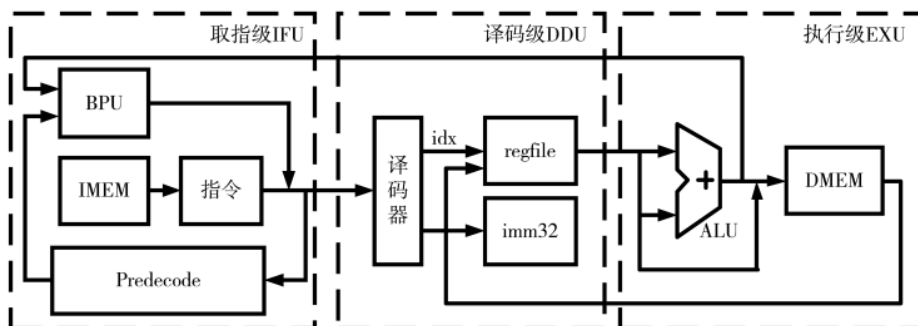 取指级IFU
译码级DDU
执行级EXU
BPU
IMEM
指令
Predecode
译码器
idx
regfile
imm32
+
ALU
DMEM